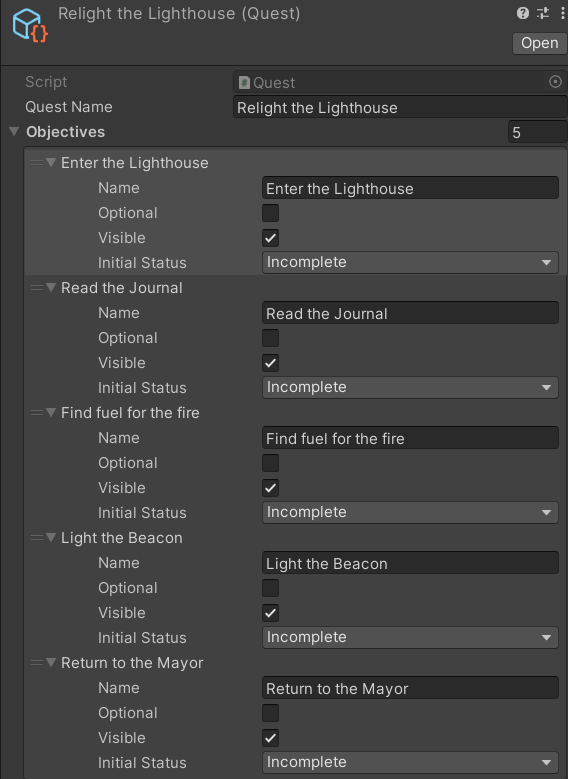 Relight the Lighthouse (Quest)
Open
Script Quest
Quest Name Relight the Lighthouse
Objectives 5
Enter the Lighthouse
Name Enter the Lighthouse
Optional
Visible
Initial Status Incomplete
Read the Journal
Name Read the Journal
Optional
Visible
Initial Status Incomplete
Find fuel for the fire
Name Find fuel for the fire
Optional
Visible
Initial Status Incomplete
Light the Beacon
Name Light the Beacon
Optional
Visible
Initial Status Incomplete
Return to the Mayor
Name Return to the Mayor
Optional
Visible
Initial Status Incomplete